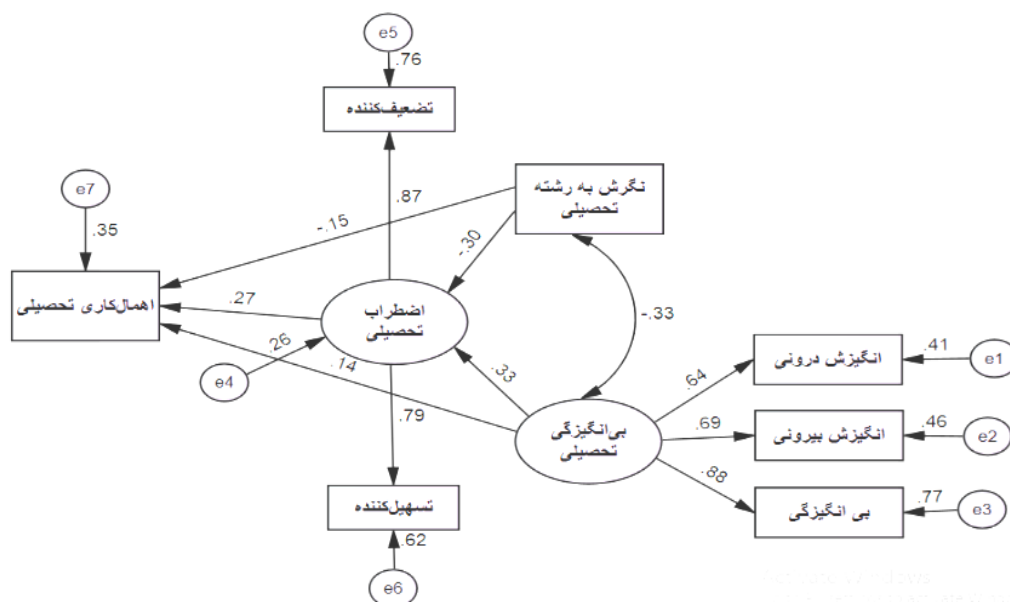 e5
.76
تضعیف‌کننده
e7
.35
.87
نگرش به رشته
تحصیلی
-.15
-.30
اهمال‌کاری تحصیلی
.27
اضطراب
تحصیلی
-.33
.26
e4
.14
.33
.79
.64
انگیزش درونی
.41
e1
بی‌انگیزگی
تحصیلی
.69
انگیزش بیرونی
.46
e2
.88
تسهیل‌کننده
بی انگیزگی
.77
e3
.62
e6